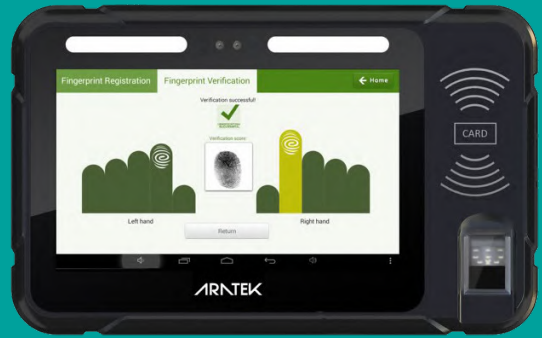 Fingerprint Registration
Fingerprint Verification
Home
Verification successful!
Verification score:
Left hand
Right hand
Return
CARD
ARATEK